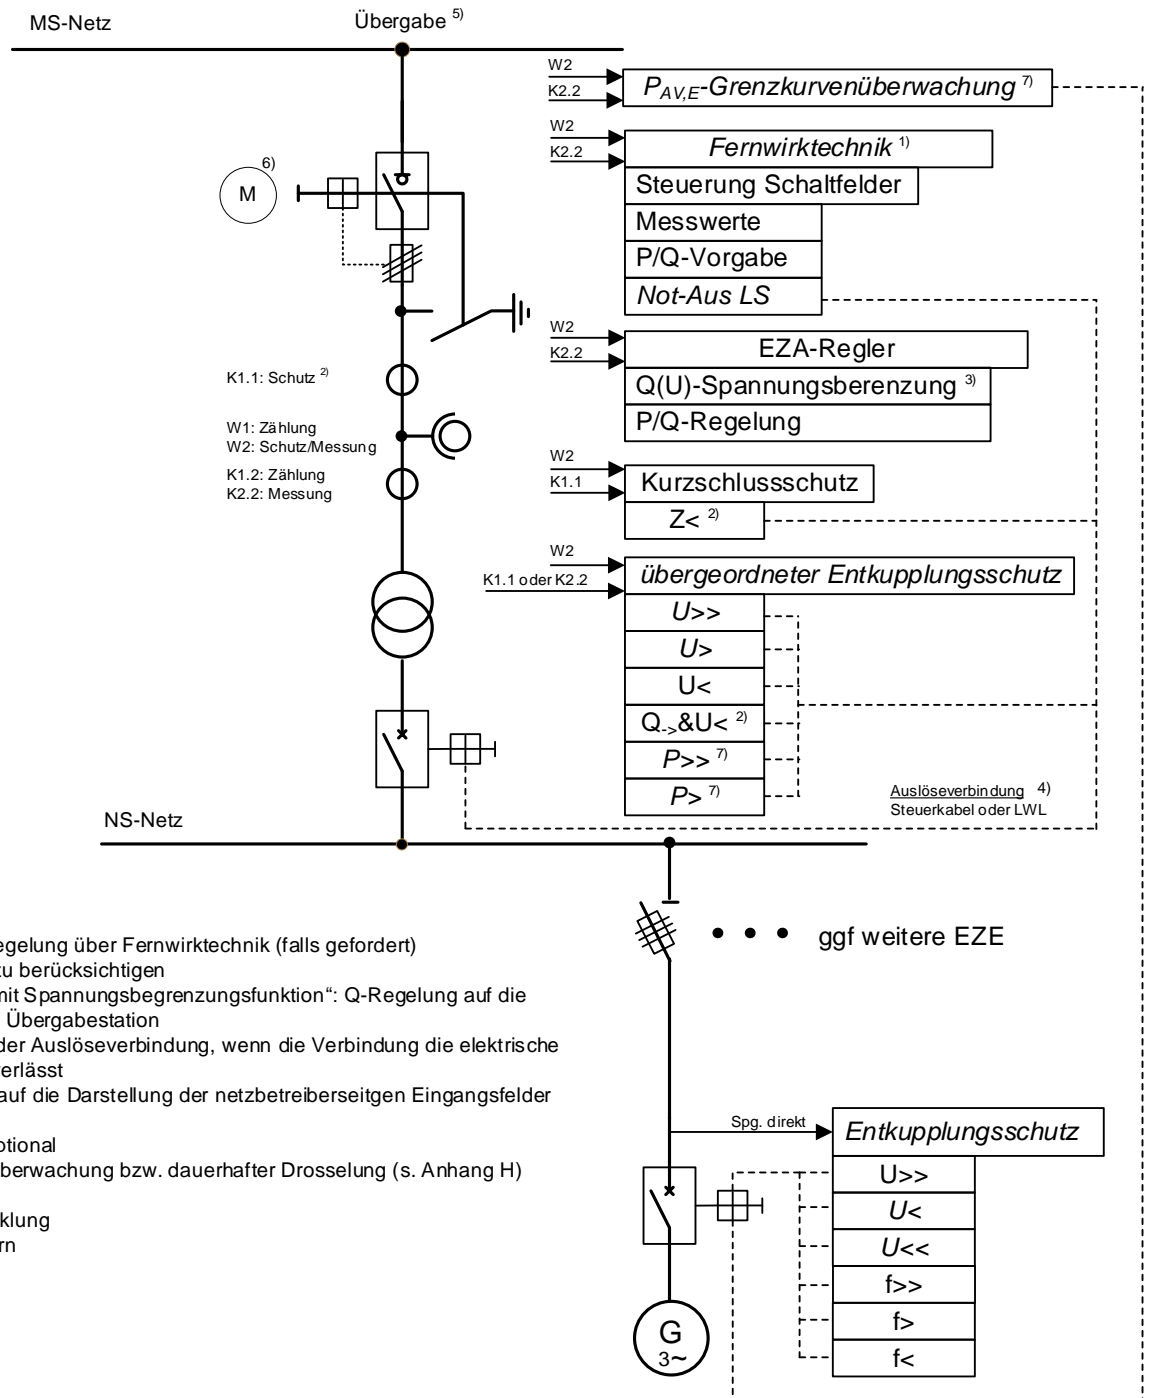 MS-Netz
Übergabe 5)
W2
K2.2
P AV,E-Grenzkurvenüberwachung 7)
W2
K2.2
Fernwirktechnik 1)
Steuerung Schaltfelder
Messwerte
P/Q-Vorgabe
Not-Aus LS
M
6)
W2
K2.2
EZA-Regler
Q(U)-Spannungsberenzung 3)
P/Q-Regelung
K1.1: Schutz 2)
W1: Zählung
W2: Schutz/Messung
K1.2: Zählung
K2.2: Messung
W2
K1.1
Kurzschlussschutz
Z< 2)
W2
K1.1 oder K2.2
übergeordneter Entkupplungsschutz
U>>
U>
U<
Q->&U< 2)
P>> 7)
P> 7)
Auslöseverbindung 4)
Steuerkabel oder LWL
NS-Netz
egelung über Fernwirktechnik (falls gefordert)
zu berücksichtigen
mit Spannungsbegrenzungsfunktion“: Q-Regelung auf die
Übergabestation
der Auslöseverbindung, wenn die Verbindung die elektrische
verlässt
auf die Darstellung der netzbetreiberseitgen Eingangsfelder
otional
berwachung bzw. dauerhafter Drosselung (s. Anhang H)
klung
rn
ggf weitere EZE
Spg. direkt
Entkupplungsschutz
U>>
U<
U<<
f>>
f>
f<
G
3~